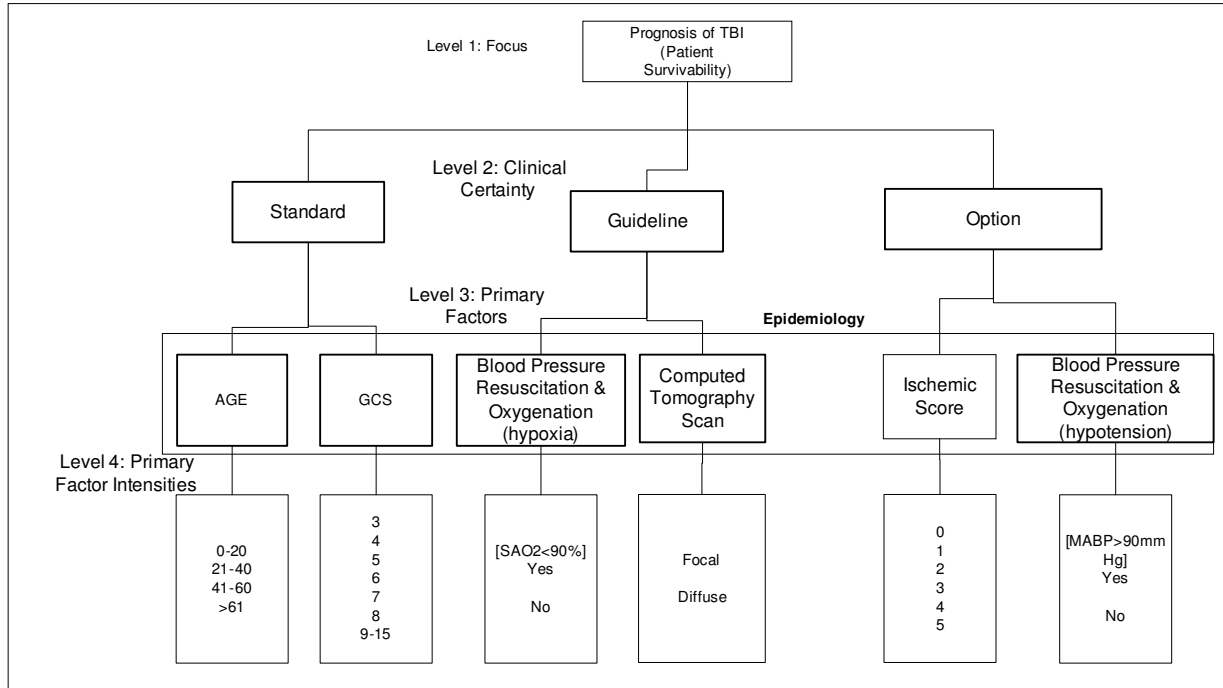 Level 1: Focus
Prognosis of TBI
(Patient
Survivability)
Level 2: Clinical
Certainty
Standard
Guideline
Option
Level 3: Primary
Factors
Epidemiology
AGE
GCS
Blood Pressure
Resuscitation &
Oxygenation
(hypoxia)
Computed
Tomography
Scan
Ischemic
Score
Blood Pressure
Resuscitation &
Oxygenation
(hypotension)
Level 4: Primary
Factor Intensities
0-20
21-40
41-60
>61
3
4
5
6
7
8
9-15
[SAO2<90%]
Yes
No
Focal
Diffuse
0
1
2
3
4
5
[MABP>90mm
Hg]
Yes
No